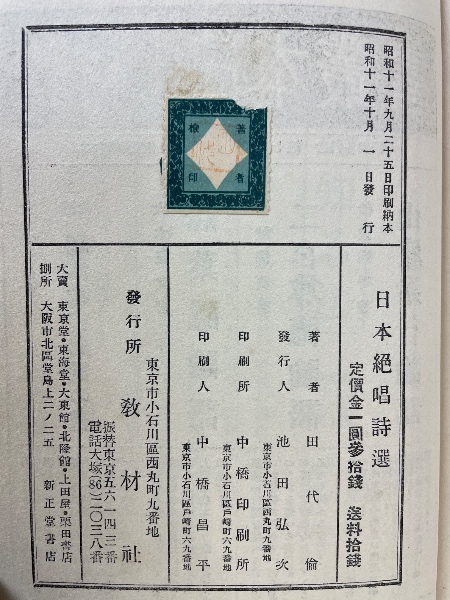 昭和十一年九月二十五日印刷納本
昭和十一年十月一日發行
著者
檢印
日本絕唱詩選
定價金一圓參拾錢 送料拾錢
著者 田代倫
發行人 池田弘次
東京市小石川區西丸町九番地
印刷所 中橋印刷所
東京市小石川區戶崎町六九番地
印刷人 中橋昌平
東京市小石川區戶崎町六九番地
東京市小石川區西丸町九番地
發行所 敎材社
振替東京五六一四三番
電話大塚86二〇二八番
大賣捌所 東京堂・東海堂・大東館・北隆館・上田屋・栗田書店
大阪市北區堂島上二ノ二五 新正堂書店